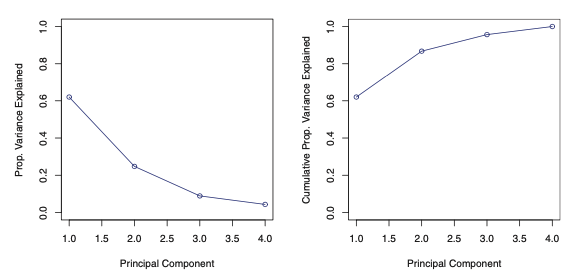 Prop. Variance Explained
0.0 0.2 0.4 0.6 0.8 1.0
1.0 1.5 2.0 2.5 3.0 3.5 4.0
Principal Component
Cumulative Prop. Variance Explained
0.0 0.2 0.4 0.6 0.8 1.0
1.0 1.5 2.0 2.5 3.0 3.5 4.0
Principal Component